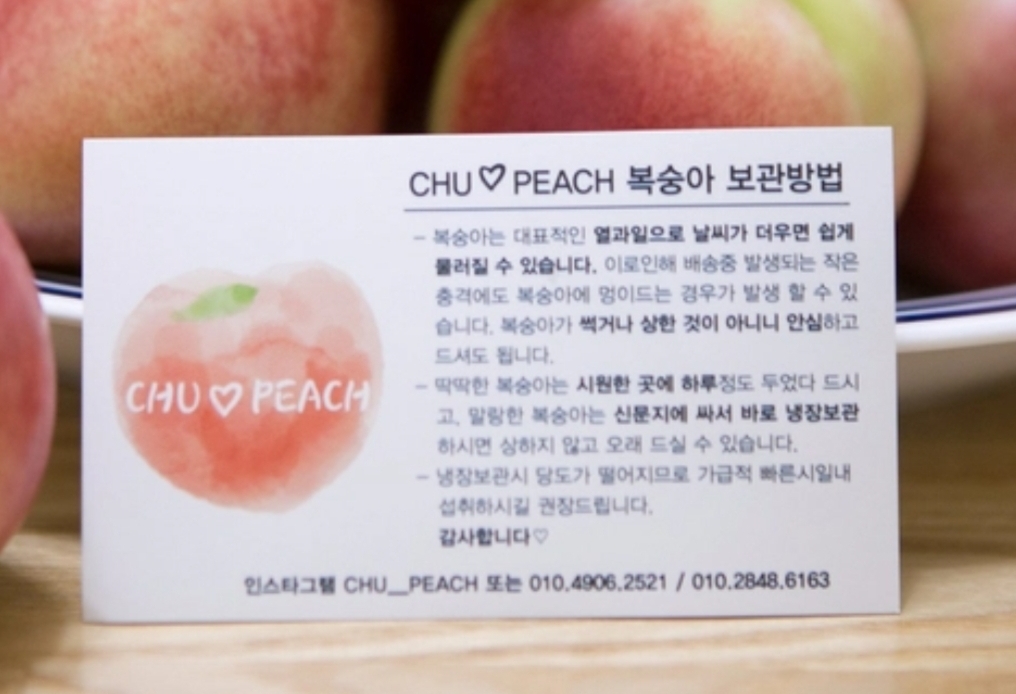 CHU♡PEACH 복숭아 보관방법
- 복숭아는 대표적인 열과일으로 날씨가 더우면 쉽게
물러질 수 있습니다. 이로인해 배송중 발생되는 작은
충격에도 복숭아에 멍이드는 경우가 발생 할 수 있
습니다. 복숭아가 썩거나 상한 것이 아니니 안심하고
드셔도 됩니다.
- 딱딱한 복숭아는 시원한 곳에 하루정도 두었다 드시
고, 말랑한 복숭아는 신문지에 싸서 바로 냉장보관
하시면 상하지 않고 오래 드실 수 있습니다.
- 냉장보관시 당도가 떨어지므로 가급적 빠른시일내
섭취하시길 권장드립니다.
감사합니다♡
CHU♡PEACH
인스타그램 CHU__PEACH 또는 010.4906.2521 / 010.2848.6163